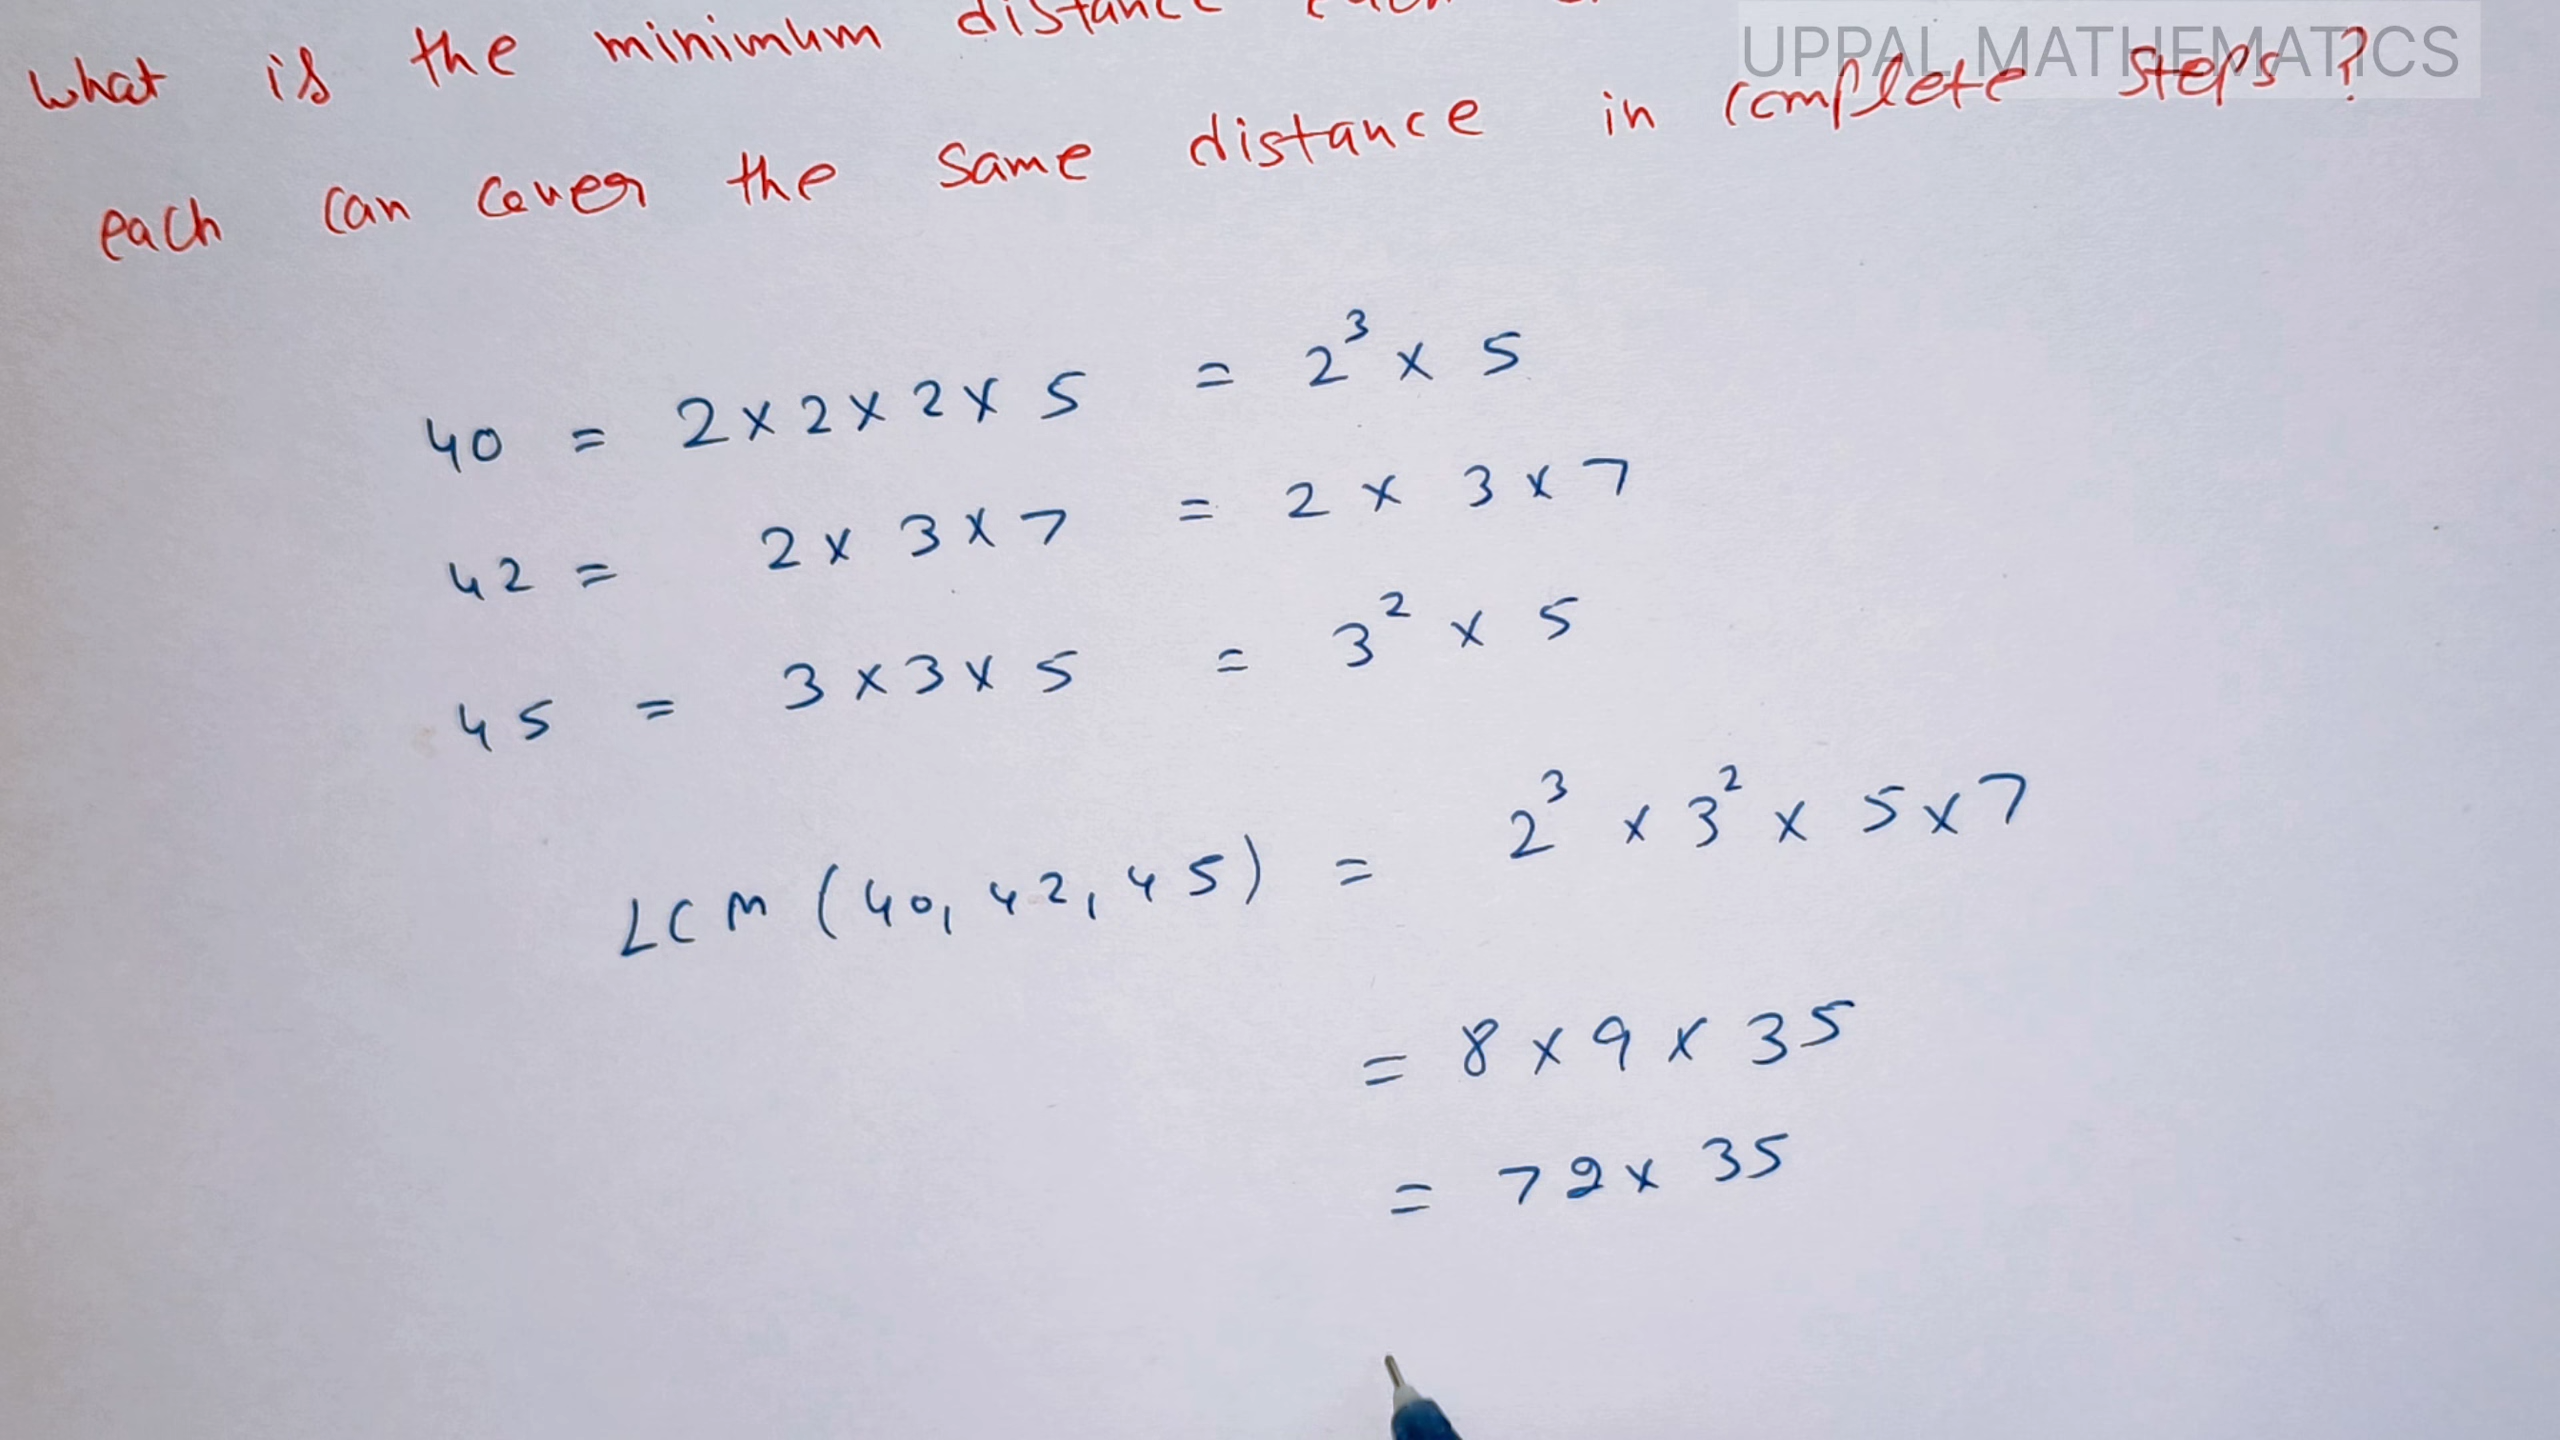 What is the minimum distance each
UPPAL MATHEMATICS
each can cover the same distance in complete steps?
40 = 2×2×2×5 = 2³ × 5
42 = 2× 3×7 = 2 × 3×7
45 = 3×3×5 = 3² × 5
LCM (40, 42, 45) = 2³ × 3² × 5×7
= 8×9×35
= 72×35